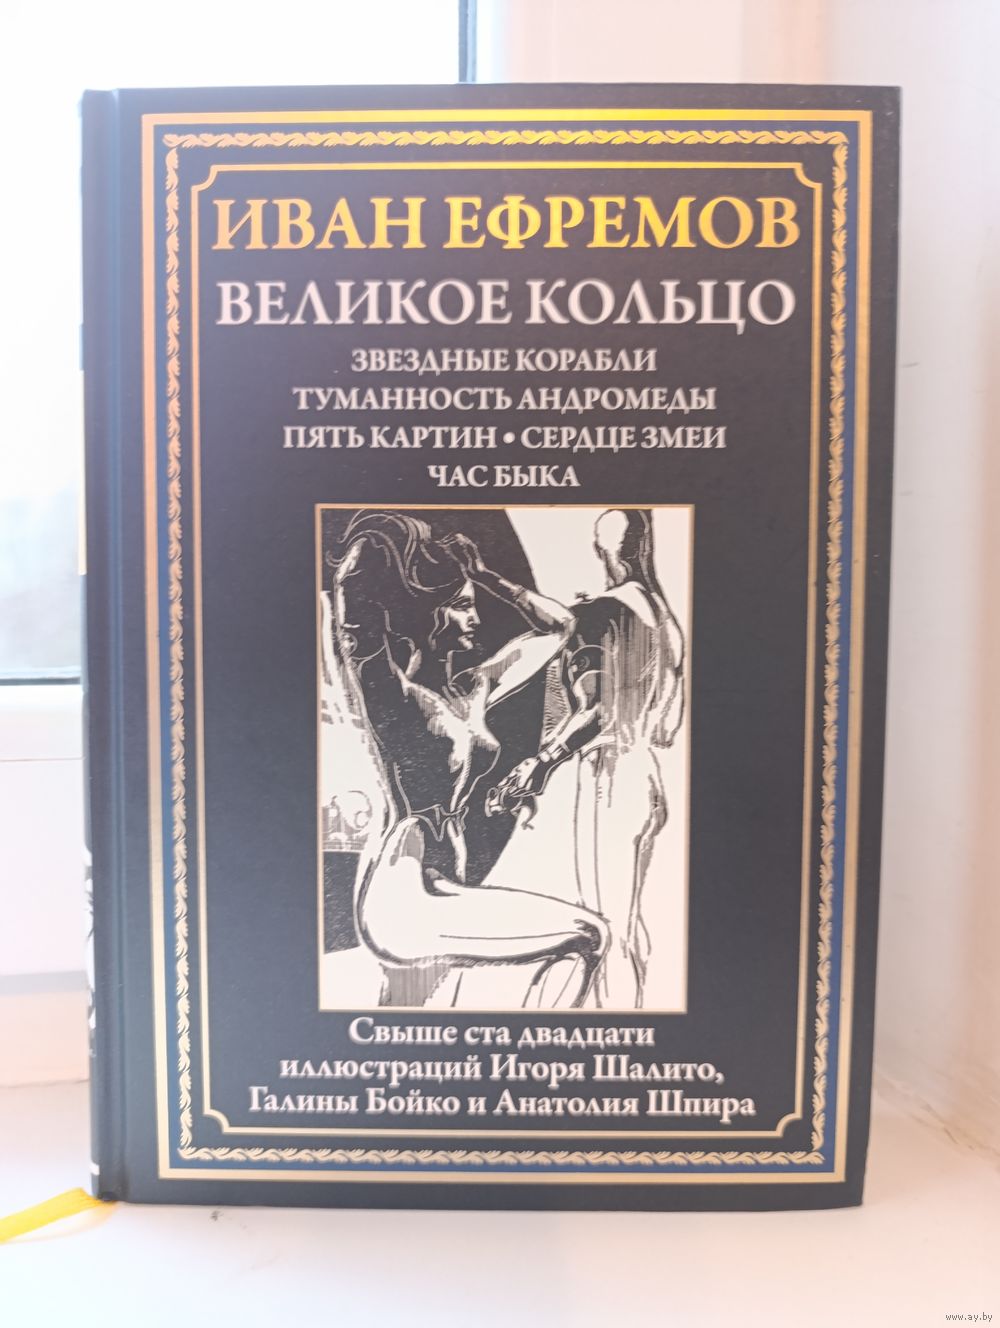 ИВАН ЕФРЕМОВ
ВЕЛИКОЕ КОЛЬЦО
ЗВЕЗДНЫЕ КОРАБЛИ
ТУМАННОСТЬ АНДРОМЕДЫ
ПЯТЬ КАРТИН • СЕРДЦЕ ЗМЕИ
ЧАС БЫКА
Свыше ста двадцати
иллюстраций Игоря Шалито,
Галины Бойко и Анатолия Шпира
www.ay.by